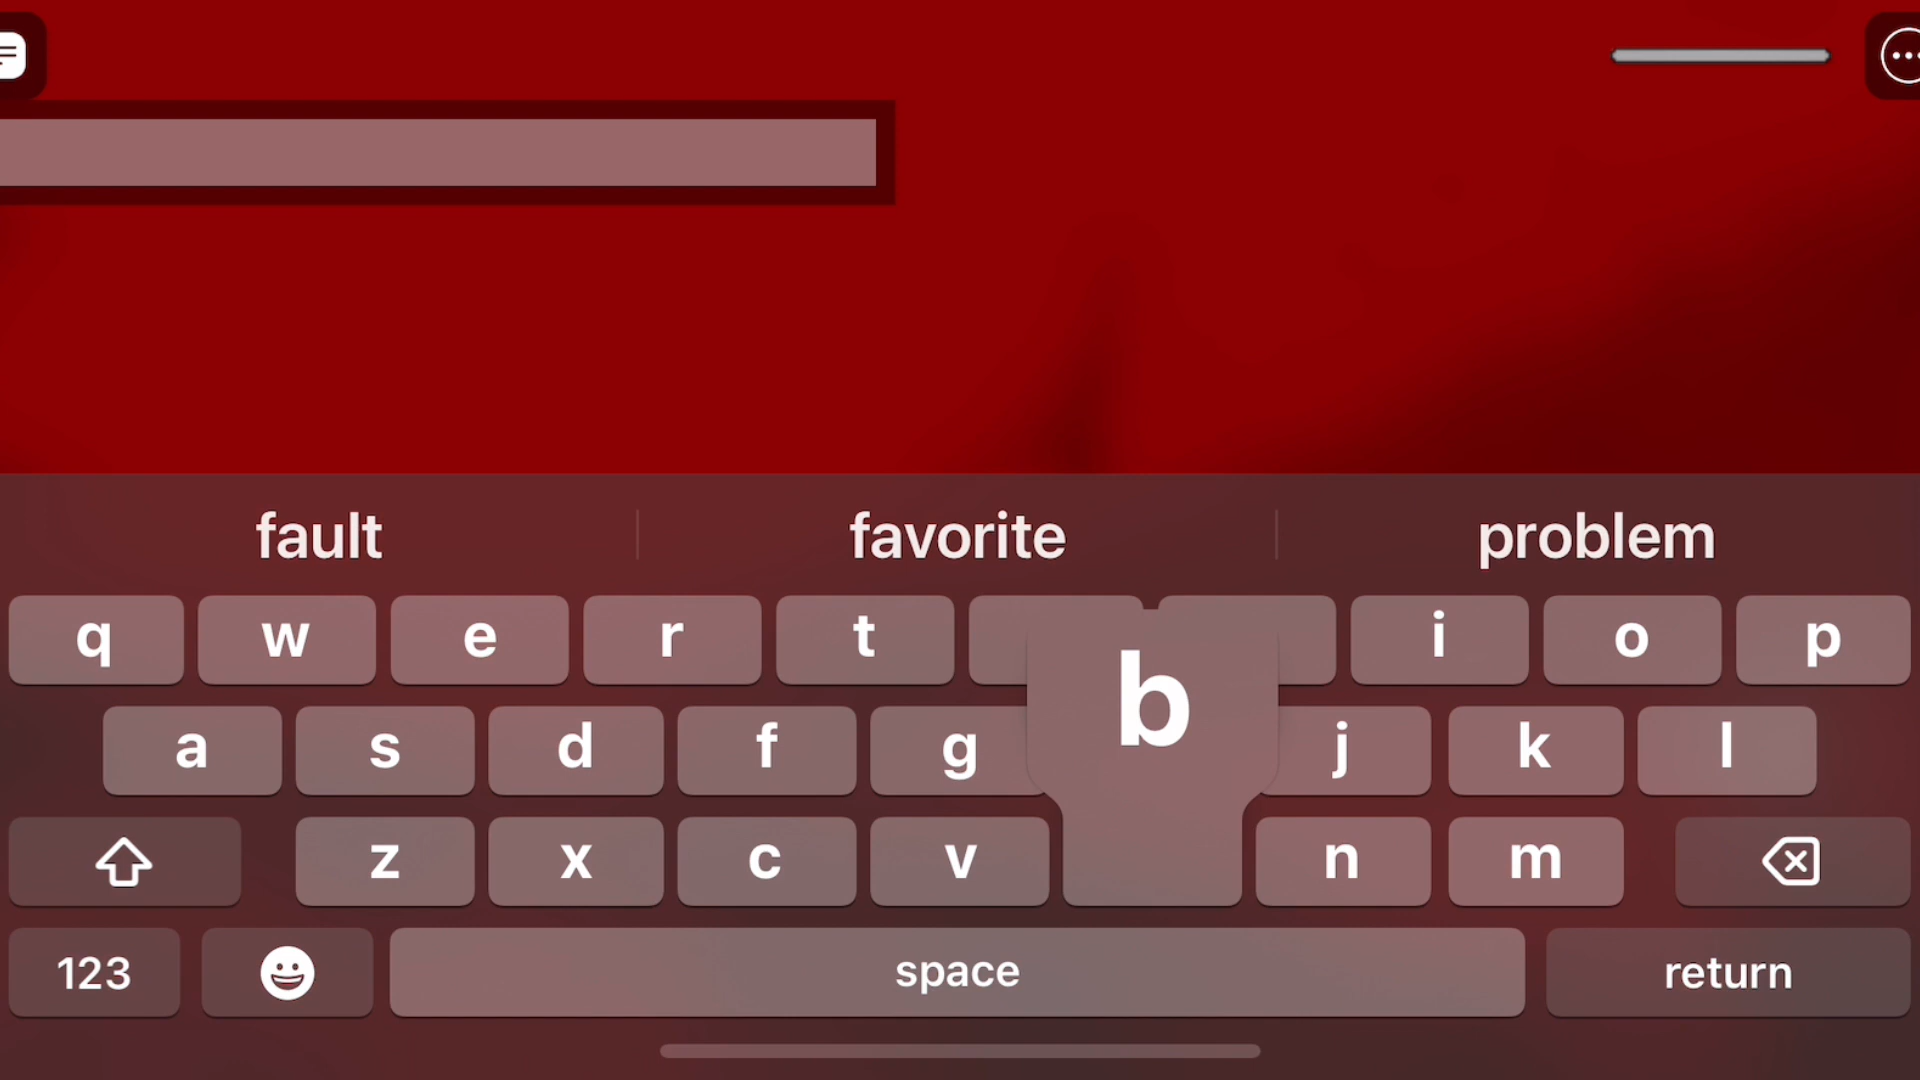 fault favorite problem
q w e r t i o p
a s d f g b j k l
z x c v n m
123 space return